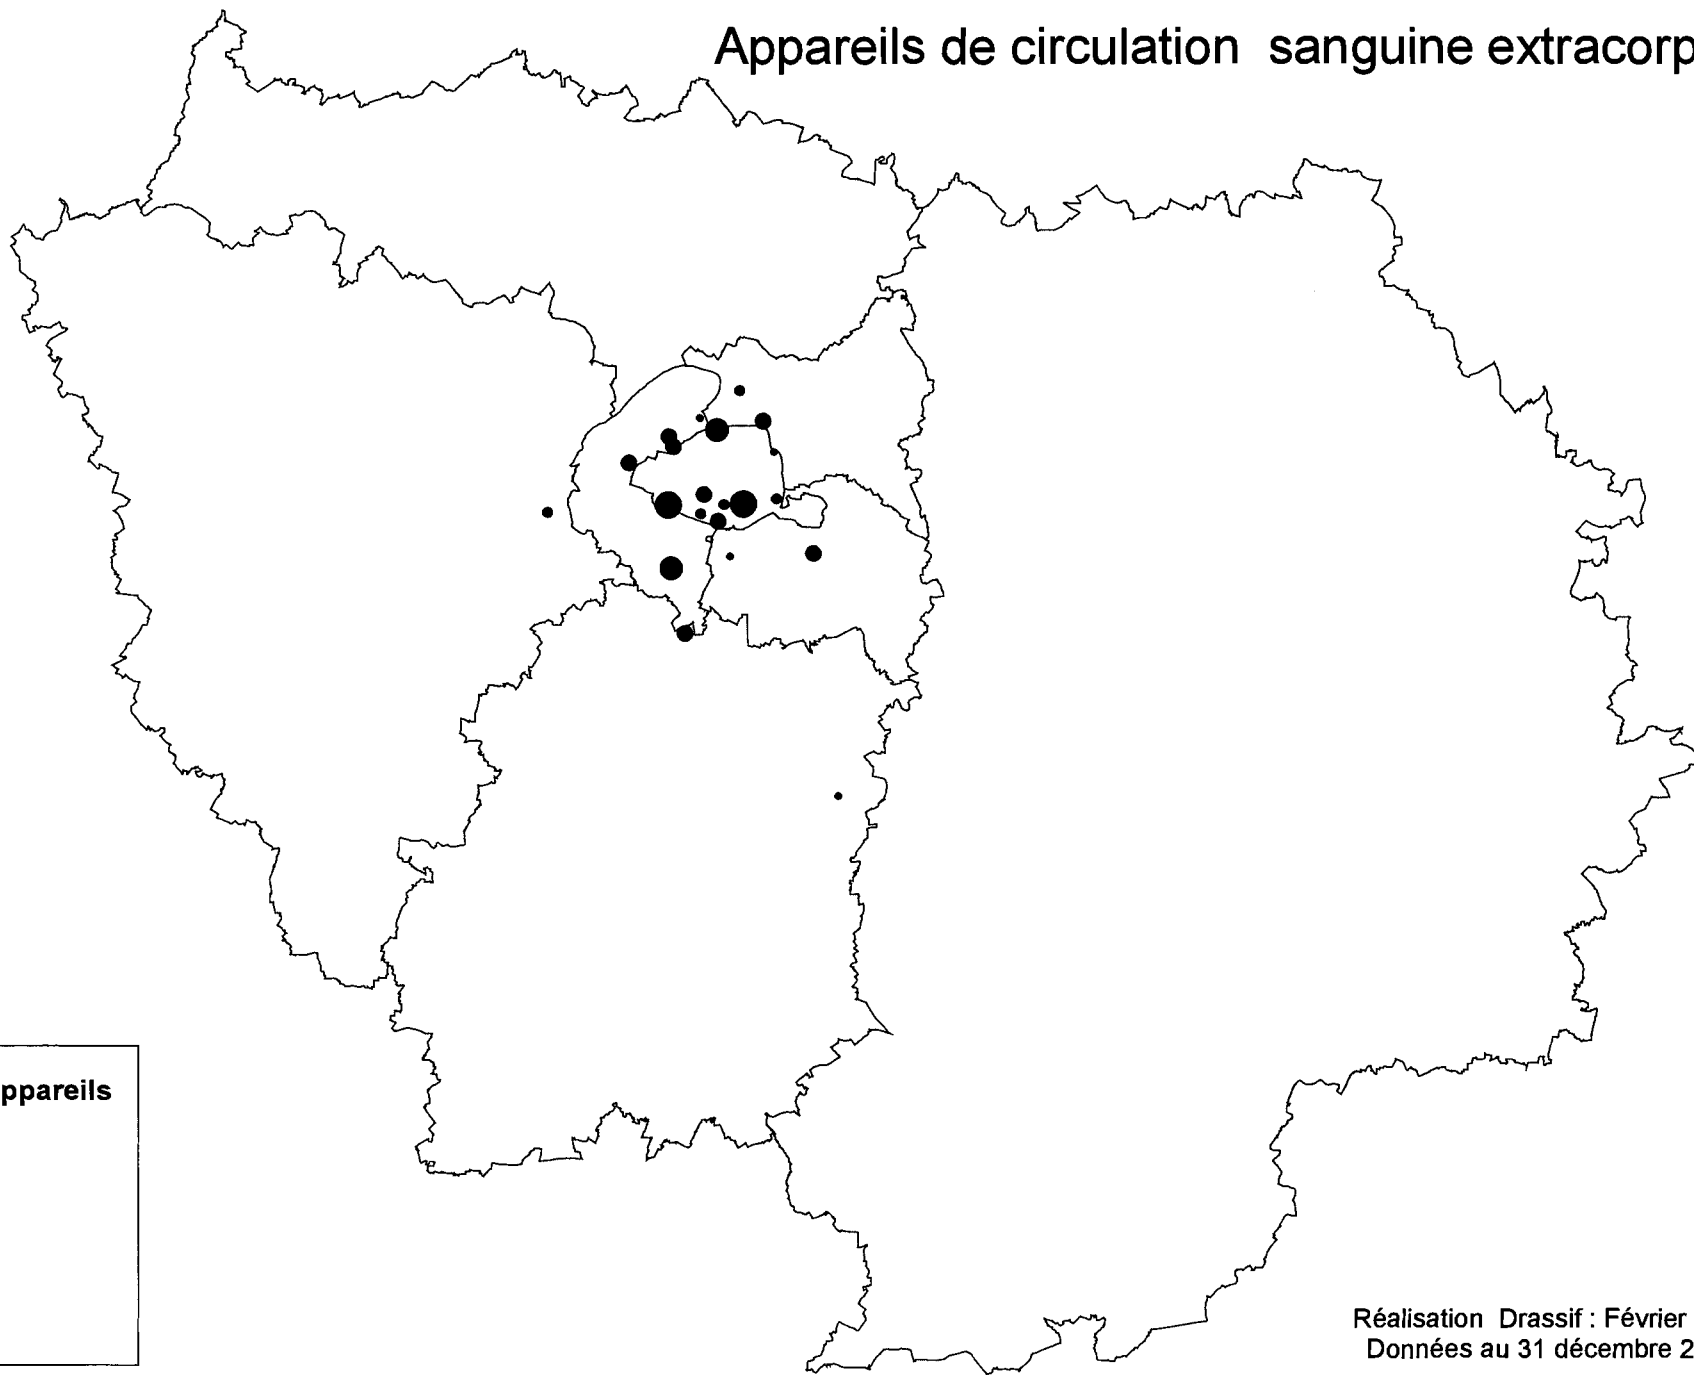 Appareils de circulation sanguine extracorp
ppareils
Réalisation Drassif : Février
Données au 31 décembre 2